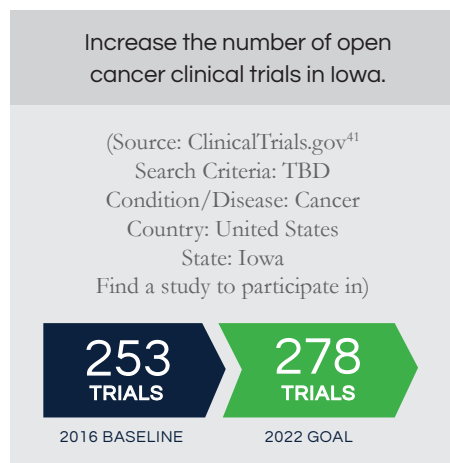 Increase the number of open
cancer clinical trials in Iowa.
(Source: ClinicalTrials.gov41
Search Criteria: TBD
Condition/Disease: Cancer
Country: United States
State: Iowa
Find a study to participate in)
253
TRIALS
278
TRIALS
2016 BASELINE
2022 GOAL